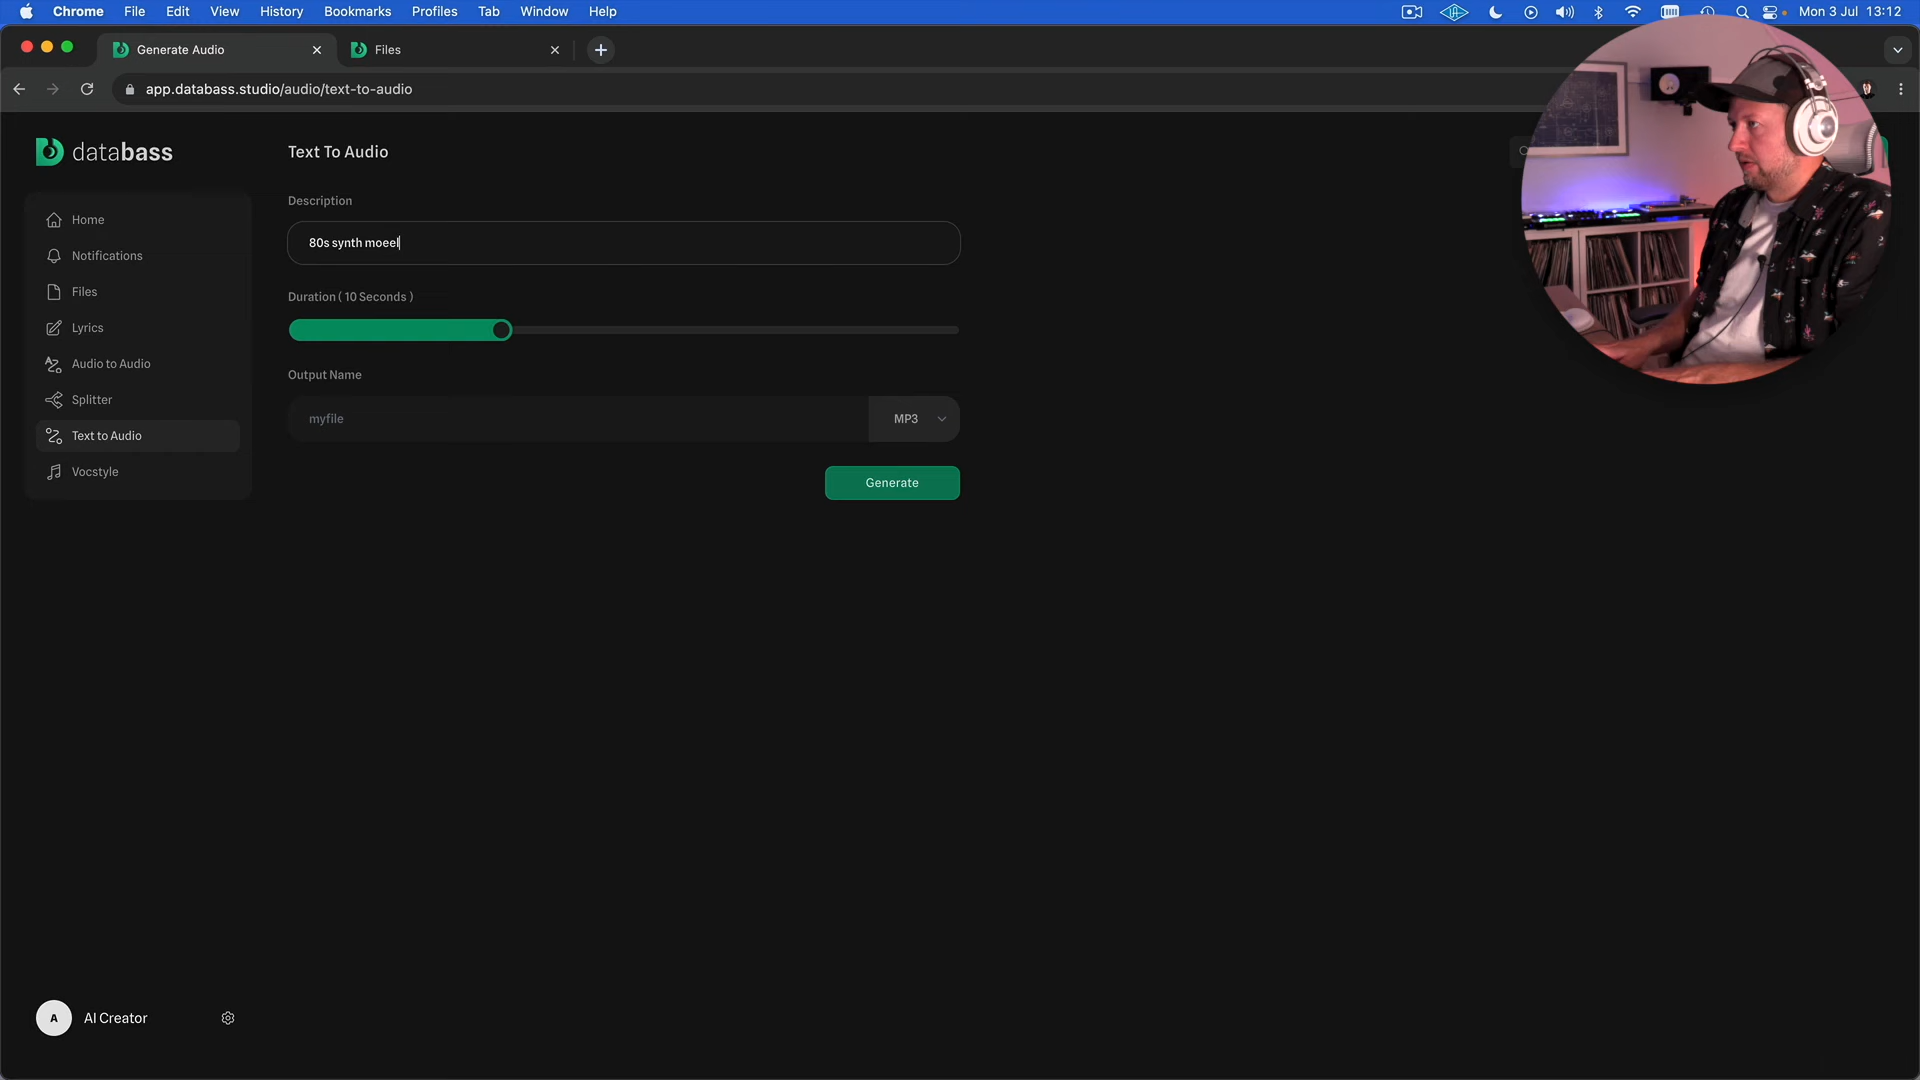 Chrome File Edit View History Bookmarks Profiles Tab Window Help Mon 3 Jul 13:12
Generate Audio Files
app.databass.studio/audio/text-to-audio
databass
Text To Audio
Home
Notifications
Files
Lyrics
Audio to Audio
Splitter
Text to Audio
Vocstyle
Description
80s synth moeel
Duration ( 10 Seconds )
Output Name
myfile MP3
Generate
A AI Creator